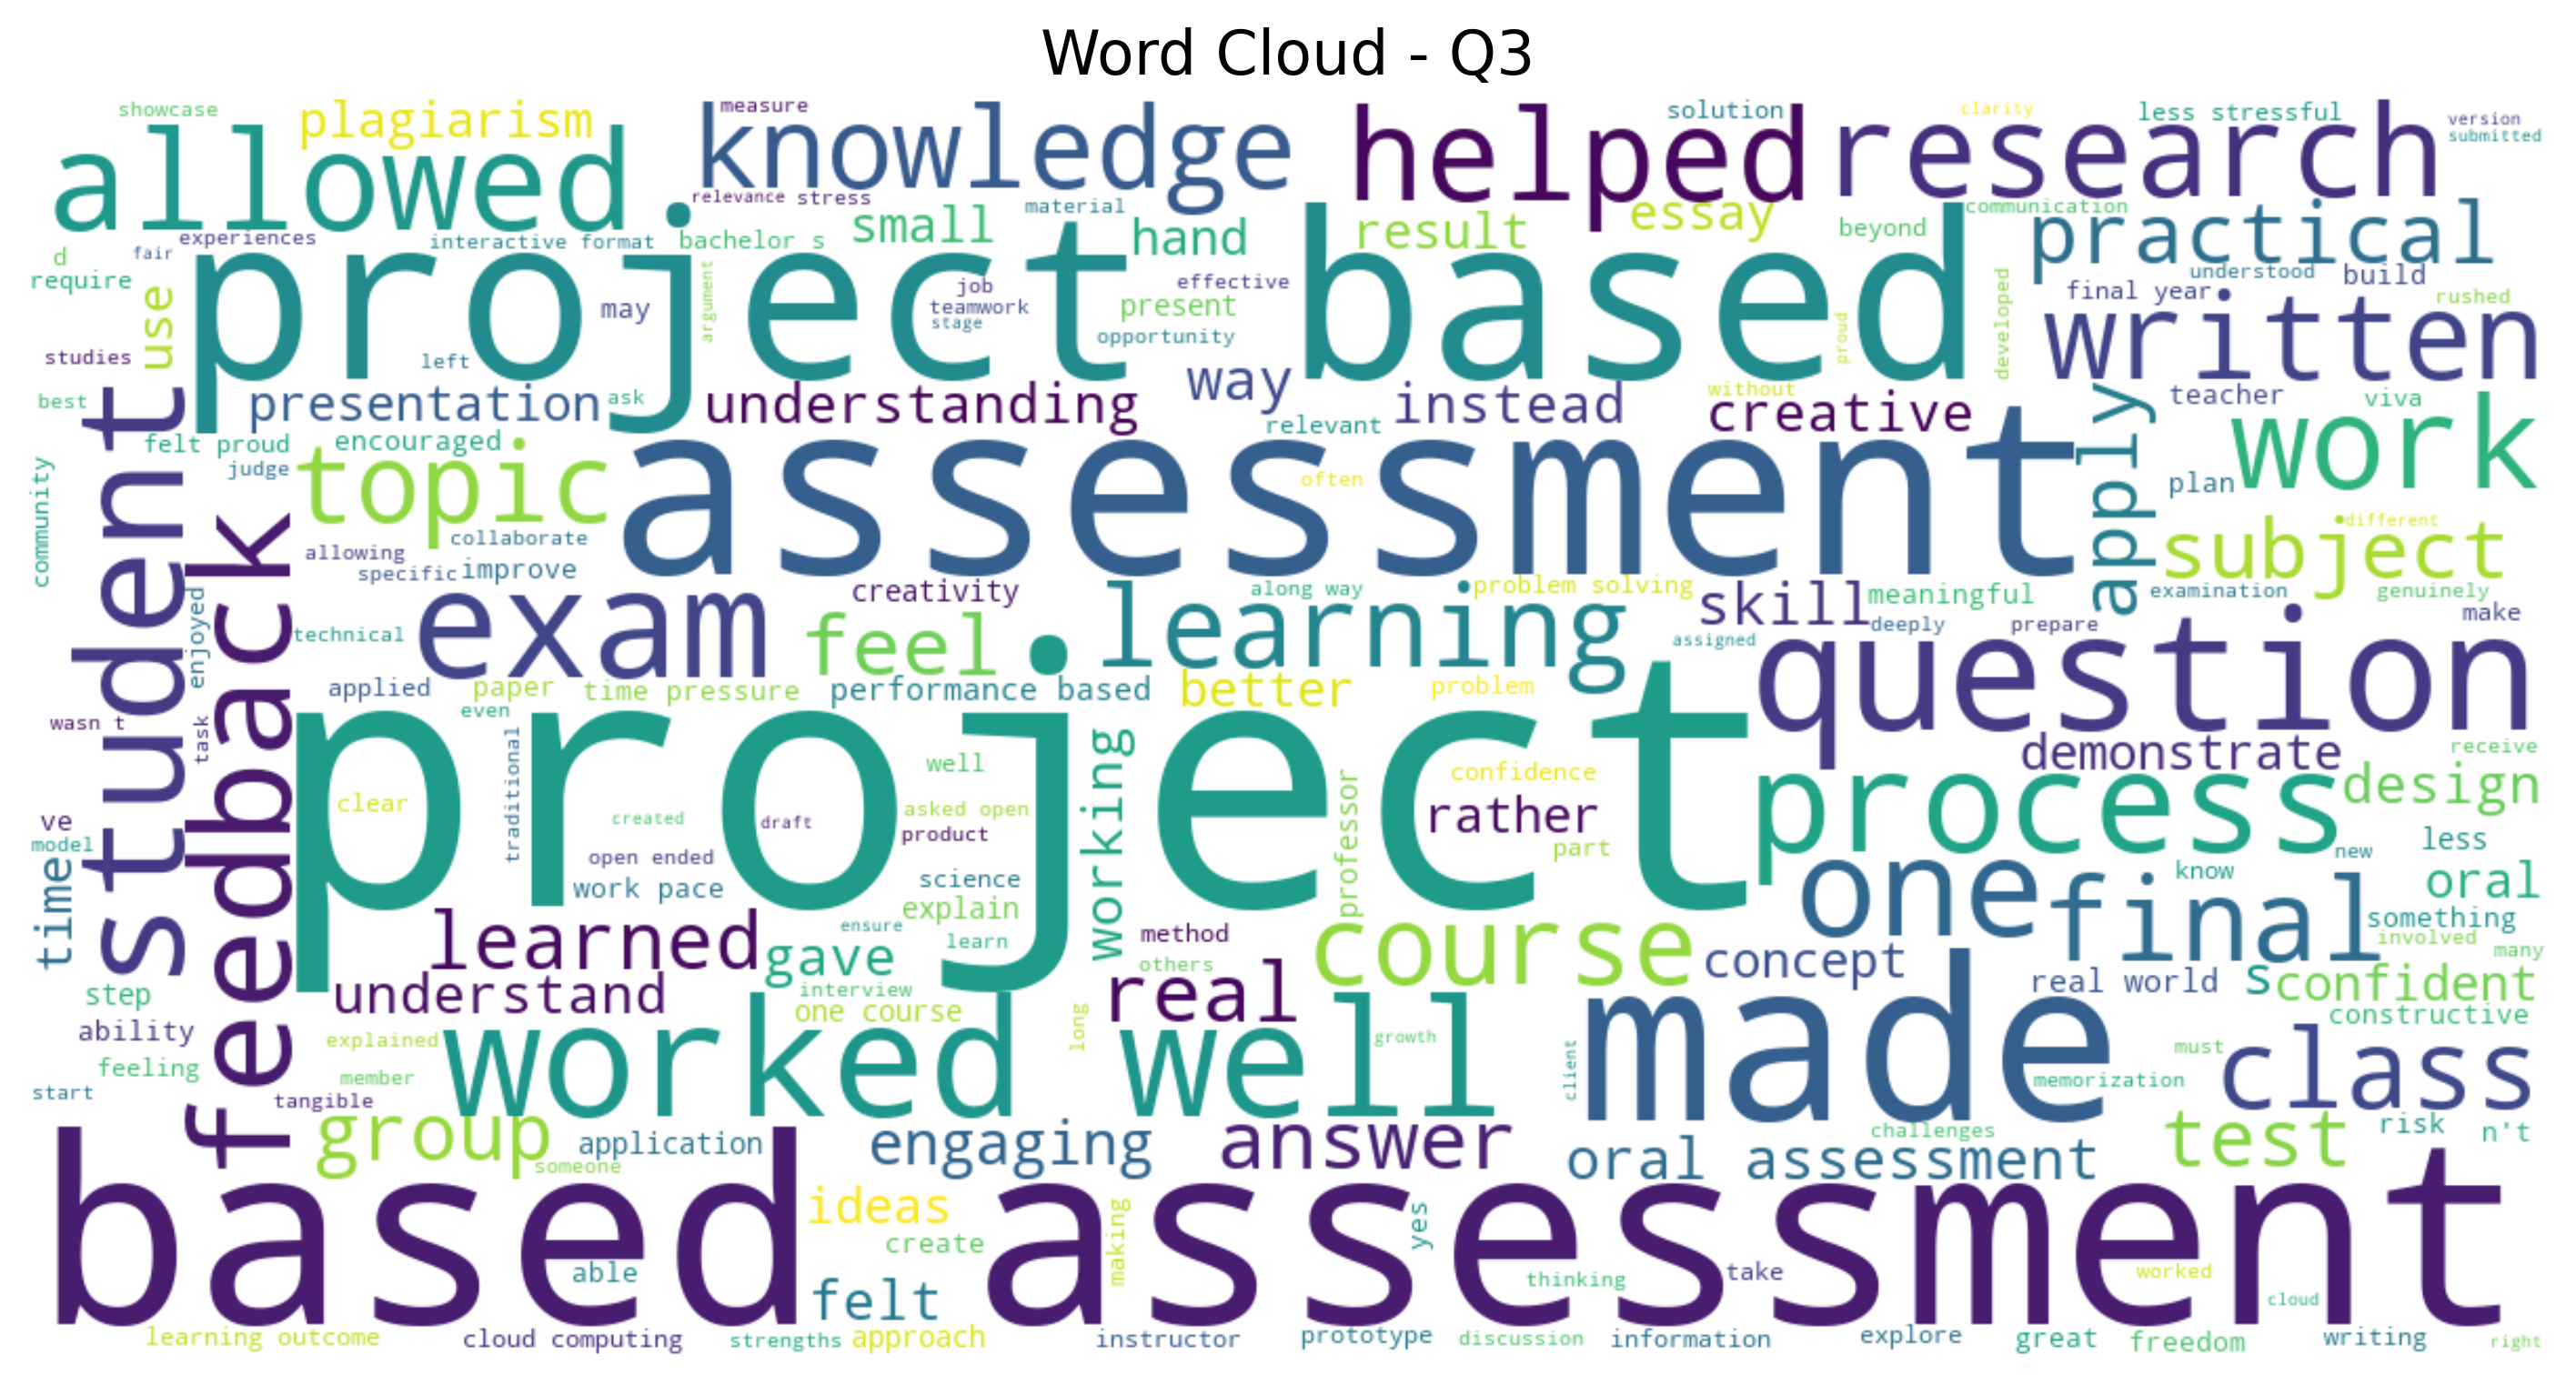 Word Cloud - Q3
showcase
plagiarism
measure
knowledge
helped
solution
research
clarity
less stressful
version
submitted
allowed
relevance
stress
small
material
hand
result
essay
beyond
communication
practical
d
require
fair
experiences
interactive format
bachelor s
project based
may
argument
job
teamwork
stage
effective
present
opportunity
understood
build
final year
rushed
developed
proud
written
studies
use
left
best
presentation
ask
understanding
way
relevant
instead
without
creative
teacher
viva
work
felt proud
encouraged
judge
topic
assessment
often
apply
plan
community
student
feedback
collaborate
allowing
specific
improve
subject
different
enjoyed
technical
exam
creativity
feel
along way
learning
problem solving
skill
meaningful
deeply
assigned
examination
genuinely
prepare
make
question
applied
paper
time pressure
even
performance based
better
problem
wasn t
task
traditional
project
clear
created
draft
well
asked open
product
working
professor
confidence
rather
part
demonstrate
receive
process
design
ve
model
time
open ended
work pace
science
explain
less
new
know
oral
one
final
something
involved
many
learned
gave
ensure
learn
method
others
course
concept
real world
s
confident
constructive
step
ability
understand
interview
one course
real
long
growth
made
feeling
start
explained
member
tangible
worked well
client
must
memorization
class
group
someone
application
engaging
answer
oral assessment
challenges
test
risk
n't
based assessment
able
ideas
create
felt
making
yes
thinking
take
worked
cloud
learning outcome
cloud computing
strengths
approach
instructor
prototype
discussion
information
explore
great
freedom
writing
right